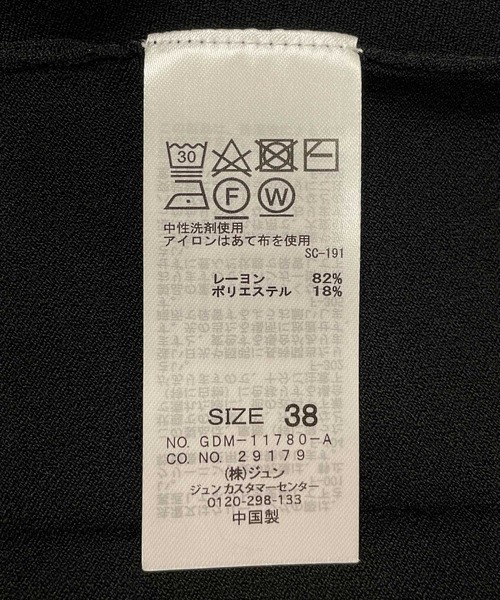 30
F W
中性洗剤使用
アイロンはあて布を使用
SC-191
レーヨン 82%
ポリエステル 18%
SIZE 38
NO. GDM-11780-A
CO. NO. 29179
(株)ジュン
ジュン カスタマーセンター
0120-298-133
中国製